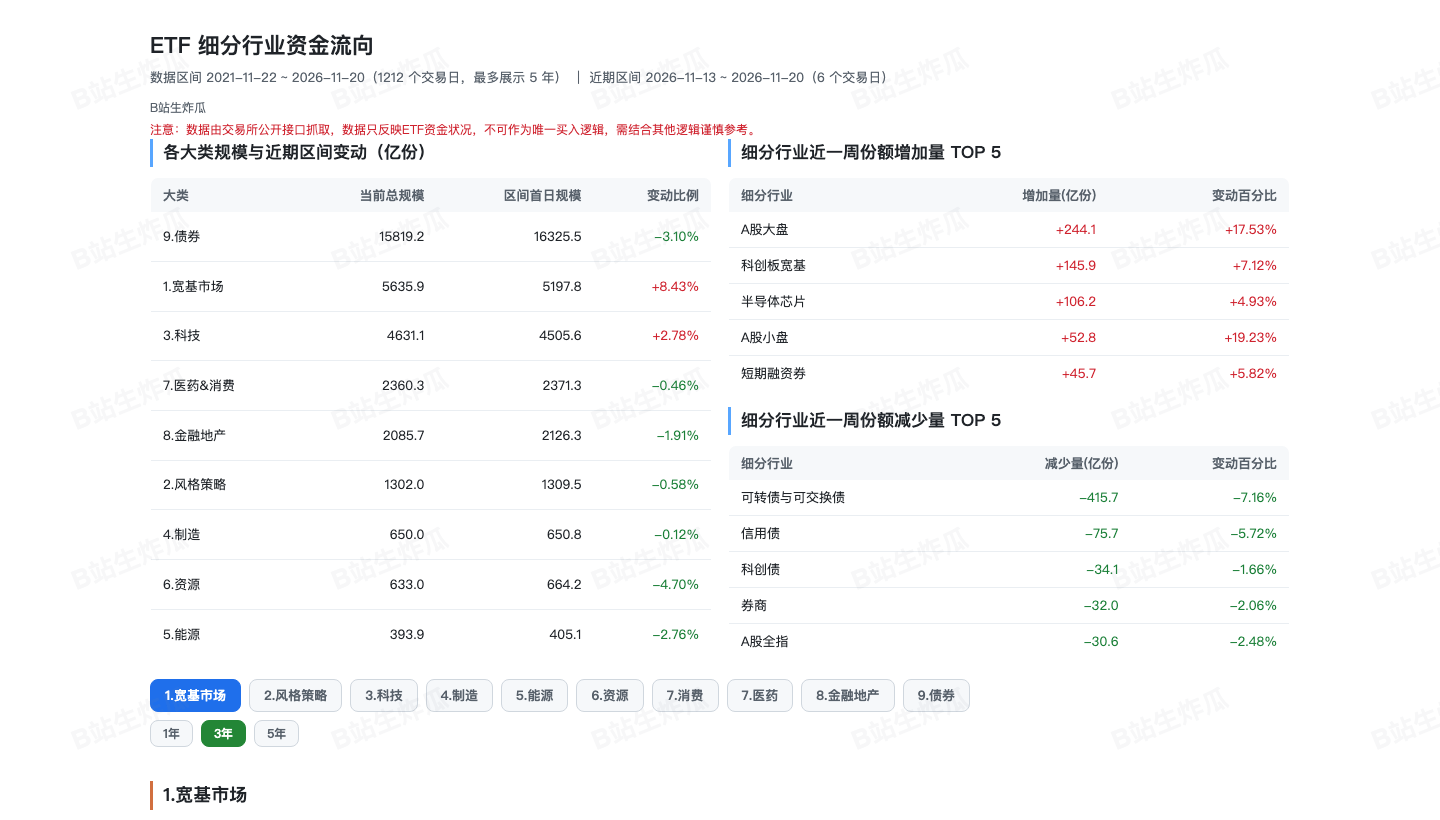 ETF 细分行业资金流向
数据区间 2021-11-22 ~ 2026-11-20（1212 个交易日，最多展示 5 年） ｜ 近期区间 2026-11-13 ~ 2026-11-20（6 个交易日）
B站生炸瓜
注意：数据由交易所公开接口抓取，数据只反映ETF资金状况，不可作为唯一买入逻辑，需结合其他逻辑谨慎参考。
各大类规模与近期区间变动（亿份）
大类 当前总规模 区间首日规模 变动比例
9.债券 15819.2 16325.5 -3.10%
1.宽基市场 5635.9 5197.8 +8.43%
3.科技 4631.1 4505.6 +2.78%
7.医药&消费 2360.3 2371.3 -0.46%
8.金融地产 2085.7 2126.3 -1.91%
2.风格策略 1302.0 1309.5 -0.58%
4.制造 650.0 650.8 -0.12%
6.资源 633.0 664.2 -4.70%
5.能源 393.9 405.1 -2.76%
细分行业近一周份额增加量 TOP 5
细分行业 增加量(亿份) 变动百分比
A股大盘 +244.1 +17.53%
科创板宽基 +145.9 +7.12%
半导体芯片 +106.2 +4.93%
A股小盘 +52.8 +19.23%
短期融资券 +45.7 +5.82%
细分行业近一周份额减少量 TOP 5
细分行业 减少量(亿份) 变动百分比
可转债与可交换债 -415.7 -7.16%
信用债 -75.7 -5.72%
科创债 -34.1 -1.66%
券商 -32.0 -2.06%
A股全指 -30.6 -2.48%
1.宽基市场 2.风格策略 3.科技 4.制造 5.能源 6.资源 7.消费 7.医药 8.金融地产 9.债券
1年 3年 5年
1.宽基市场